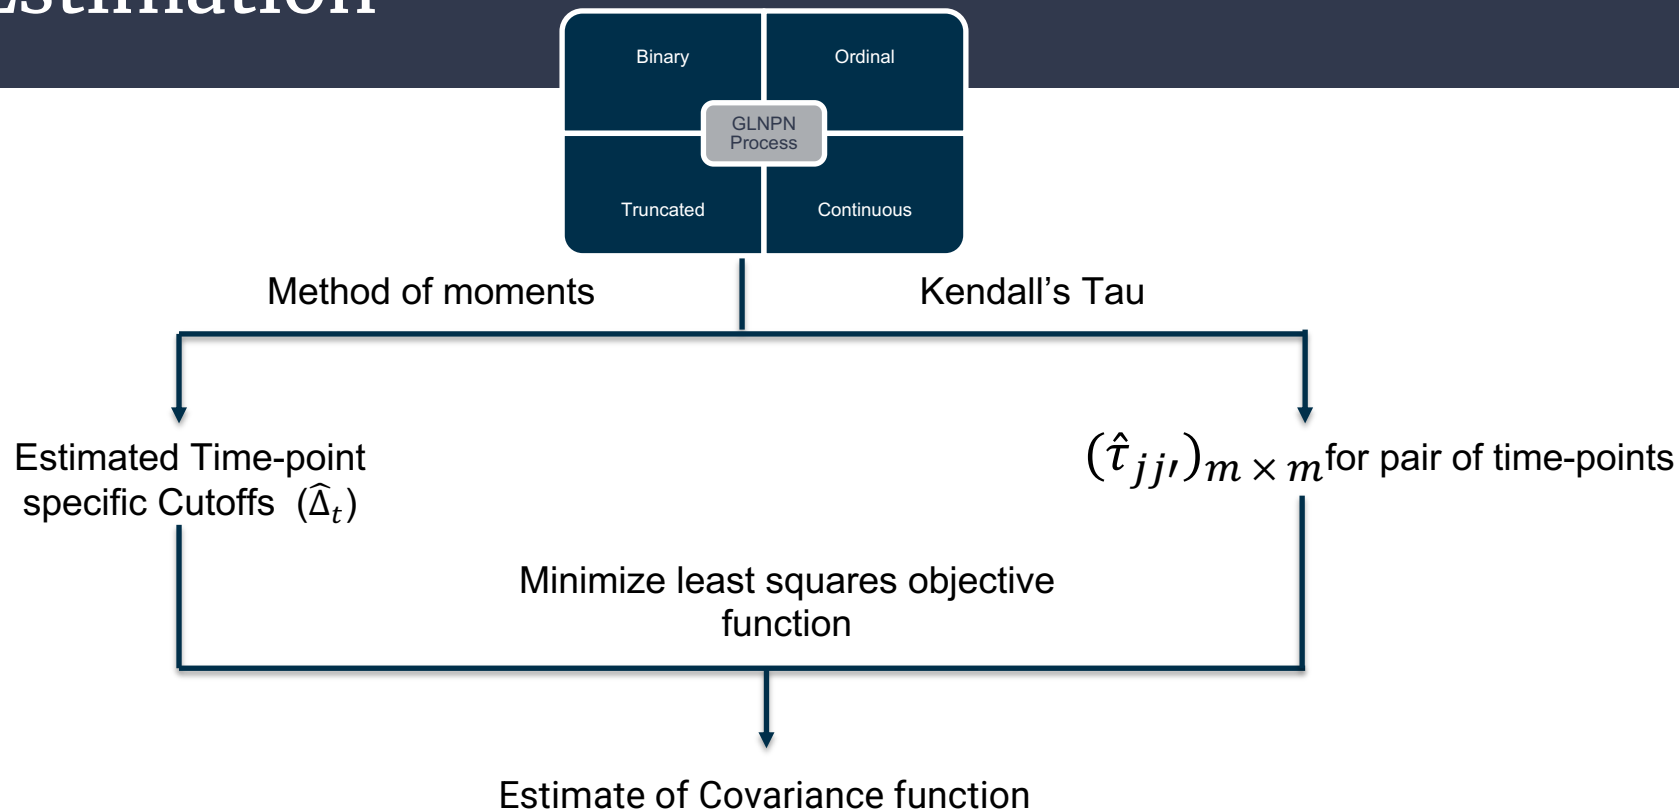 Estimation
Binary
Ordinal
GLNPN
Process
Truncated
Continuous
Method of moments
Kendall's Tau
Estimated Time-point
specific Cutoffs (Δ̂ₜ)
(τ̂ⱼⱼ′)ₘ × ₘ for pair of time-points
Minimize least squares objective
function
Estimate of Covariance function